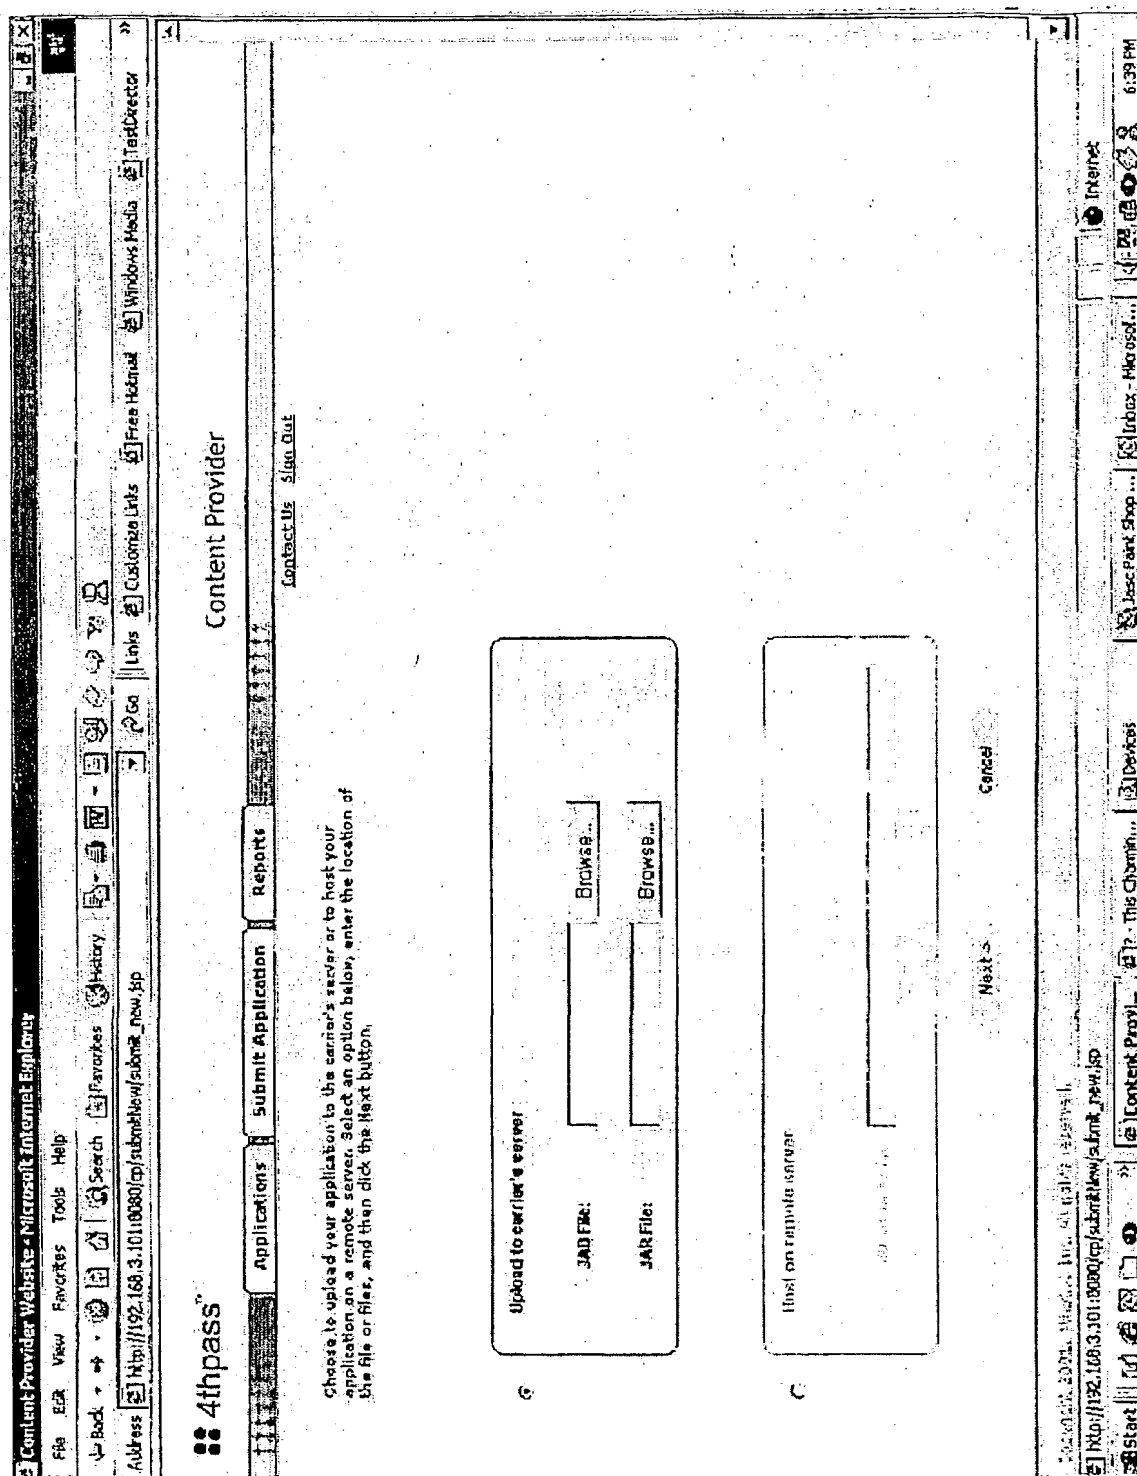 Content Provider Website - Microsoft Internet Explorer
File Edit View Favorites Tools Help
Back Search Favorites History
Address http://192.168.3.101:8080/cp/submitNew/submit_new.jsp Go Links Customize Links Free Hotmail Windows Media TestDirector
4thpass™ Content Provider
Applications Submit Application Reports
Contact Us Sign Out
Choose to upload your application to the carrier's server or to host your
application on a remote server. Select an option below, enter the location of
the file or files, and then click the Next button.
Upload to carrier's server
JAD File: Browse...
JAR File: Browse...
Host on remote server
Next > Cancel
http://192.168.3.101:8080/cp/submitNew/submit_new.jsp Internet
Start Content Provi... This Charmin... Devices Jasc Paint Shop ... Inbox - Microsof... 6:39 PM